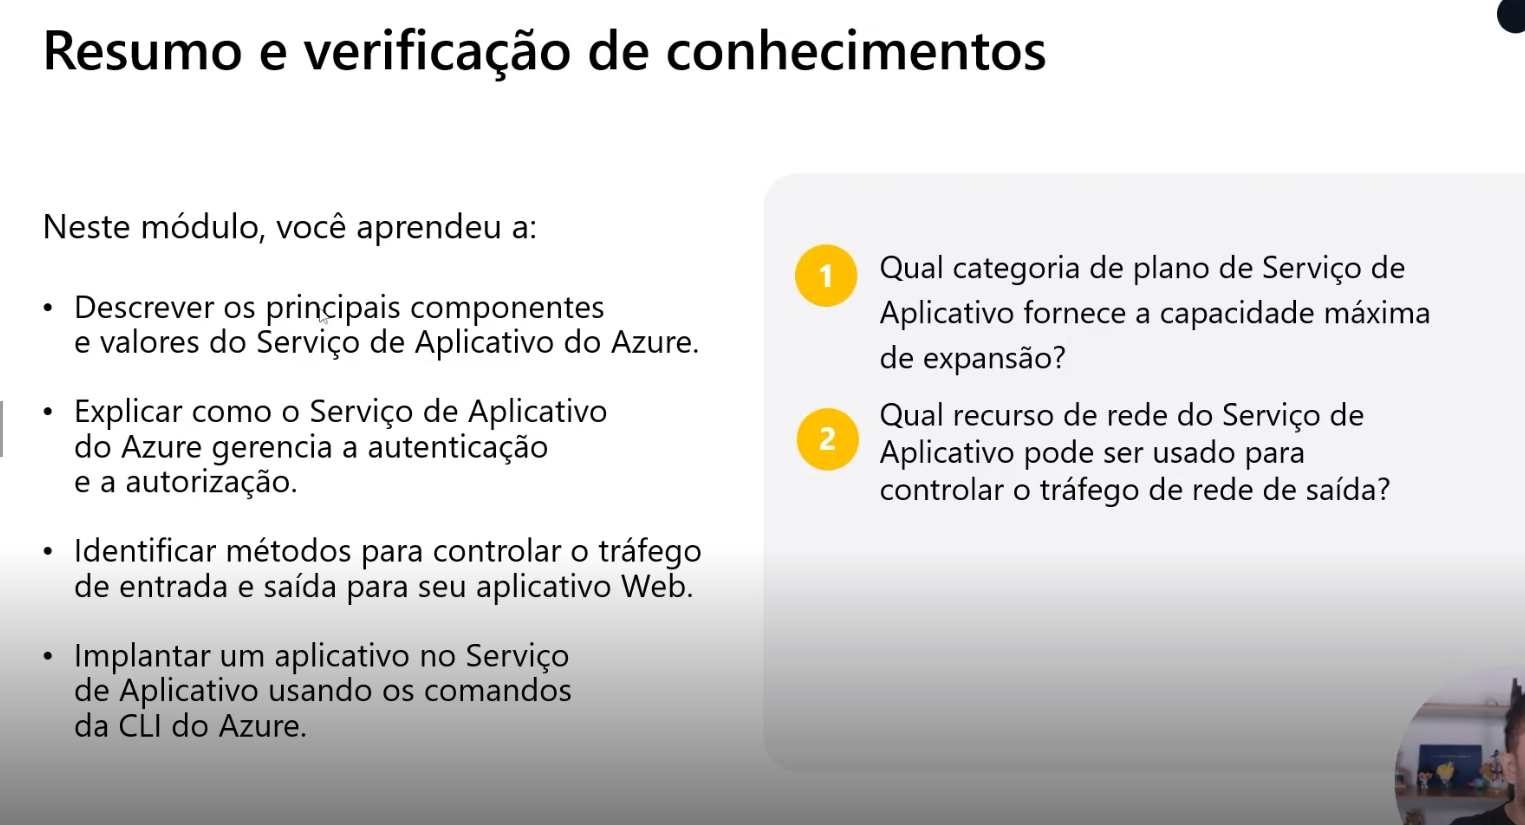 Resumo e verificação de conhecimentos
Neste módulo, você aprendeu a:
• Descrever os principais componentes
e valores do Serviço de Aplicativo do Azure.
• Explicar como o Serviço de Aplicativo
do Azure gerencia a autenticação
e a autorização.
• Identificar métodos para controlar o tráfego
de entrada e saída para seu aplicativo Web.
• Implantar um aplicativo no Serviço
de Aplicativo usando os comandos
da CLI do Azure.
1
Qual categoria de plano de Serviço de
Aplicativo fornece a capacidade máxima
de expansão?
2
Qual recurso de rede do Serviço de
Aplicativo pode ser usado para
controlar o tráfego de rede de saída?